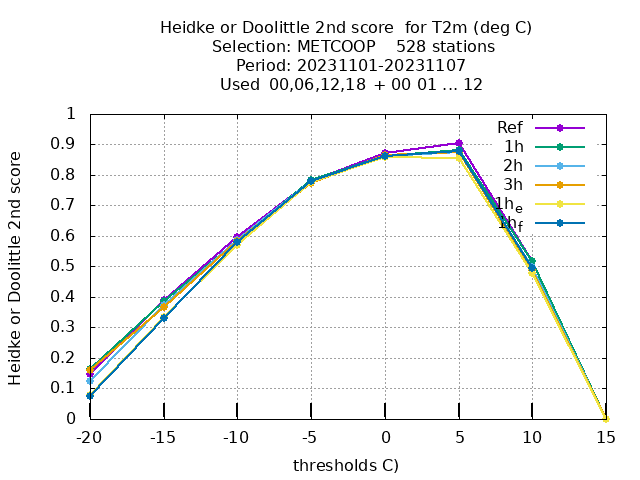 Heidke or Doolittle 2nd score  for T2m (deg C)
Selection: METCOOP    528 stations
Period: 20231101-20231107
Used  00,06,12,18  + 00 01 ... 12
Heidke or Doolittle 2nd score
1
0.9
0.8
0.7
0.6
0.5
0.4
0.3
0.2
0.1
0
Ref
1h
2h
3h
1h_e
1h_f
-20 -15 -10 -5 0 5 10 15
thresholds C)